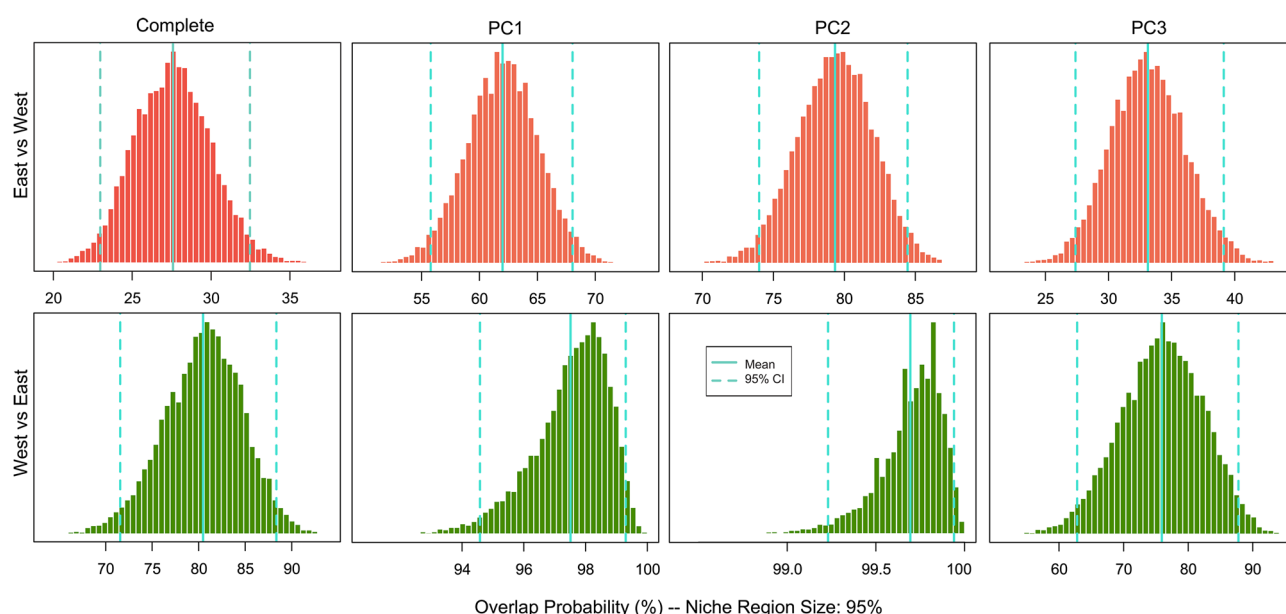 Complete
PC1
PC2
PC3
East vs West
20 25 30 35
55 60 65 70
70 75 80 85
25 30 35 40
West vs East
Mean
95% CI
70 75 80 85 90
94 96 98 100
99.0 99.5 100
60 70 80 90
Overlap Probability (%) -- Niche Region Size: 95%